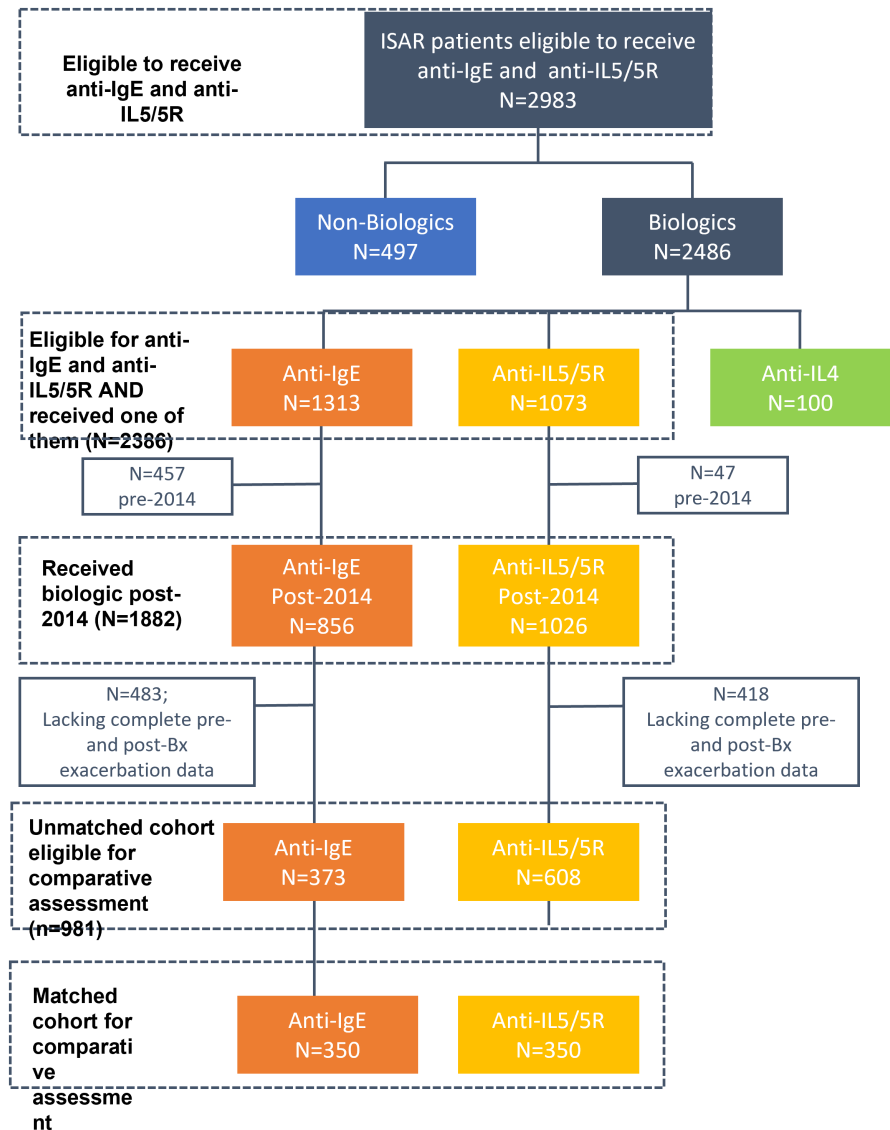 Eligible to receive
anti-IgE and anti-
IL5/5R
ISAR patients eligible to receive
anti-IgE and anti-IL5/5R
N=2983
Non-Biologics
N=497
Biologics
N=2486
Eligible for anti-
IgE and anti-
IL5/5R AND
received one of
them (N=2386)
Anti-IgE
N=1313
Anti-IL5/5R
N=1073
Anti-IL4
N=100
N=457
pre-2014
N=47
pre-2014
Received
biologic post-
2014 (N=1882)
Anti-IgE
Post-2014
N=856
Anti-IL5/5R
Post-2014
N=1026
N=483;
Lacking complete pre-
and post-Bx
exacerbation data
N=418
Lacking complete pre-
and post-Bx
exacerbation data
Unmatched cohort
eligible for
comparative
assessment
(n=981)
Anti-IgE
N=373
Anti-IL5/5R
N=608
Matched
cohort for
comparati
ve
assessme
nt
Anti-IgE
N=350
Anti-IL5/5R
N=350